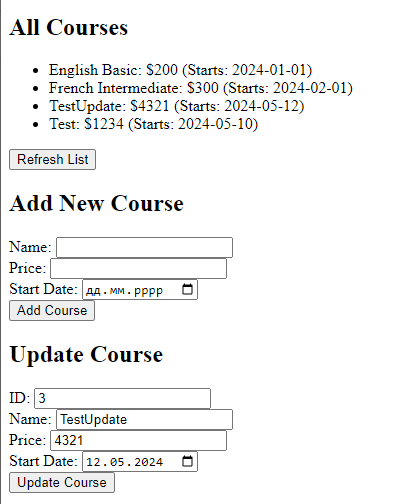 All Courses
English Basic: $200 (Starts: 2024-01-01)
French Intermediate: $300 (Starts: 2024-02-01)
TestUpdate: $4321 (Starts: 2024-05-12)
Test: $1234 (Starts: 2024-05-10)
Refresh List
Add New Course
Name:
Price:
Start Date: дд.мм.рррр
Add Course
Update Course
ID: 3
Name: TestUpdate
Price: 4321
Start Date: 12.05.2024
Update Course